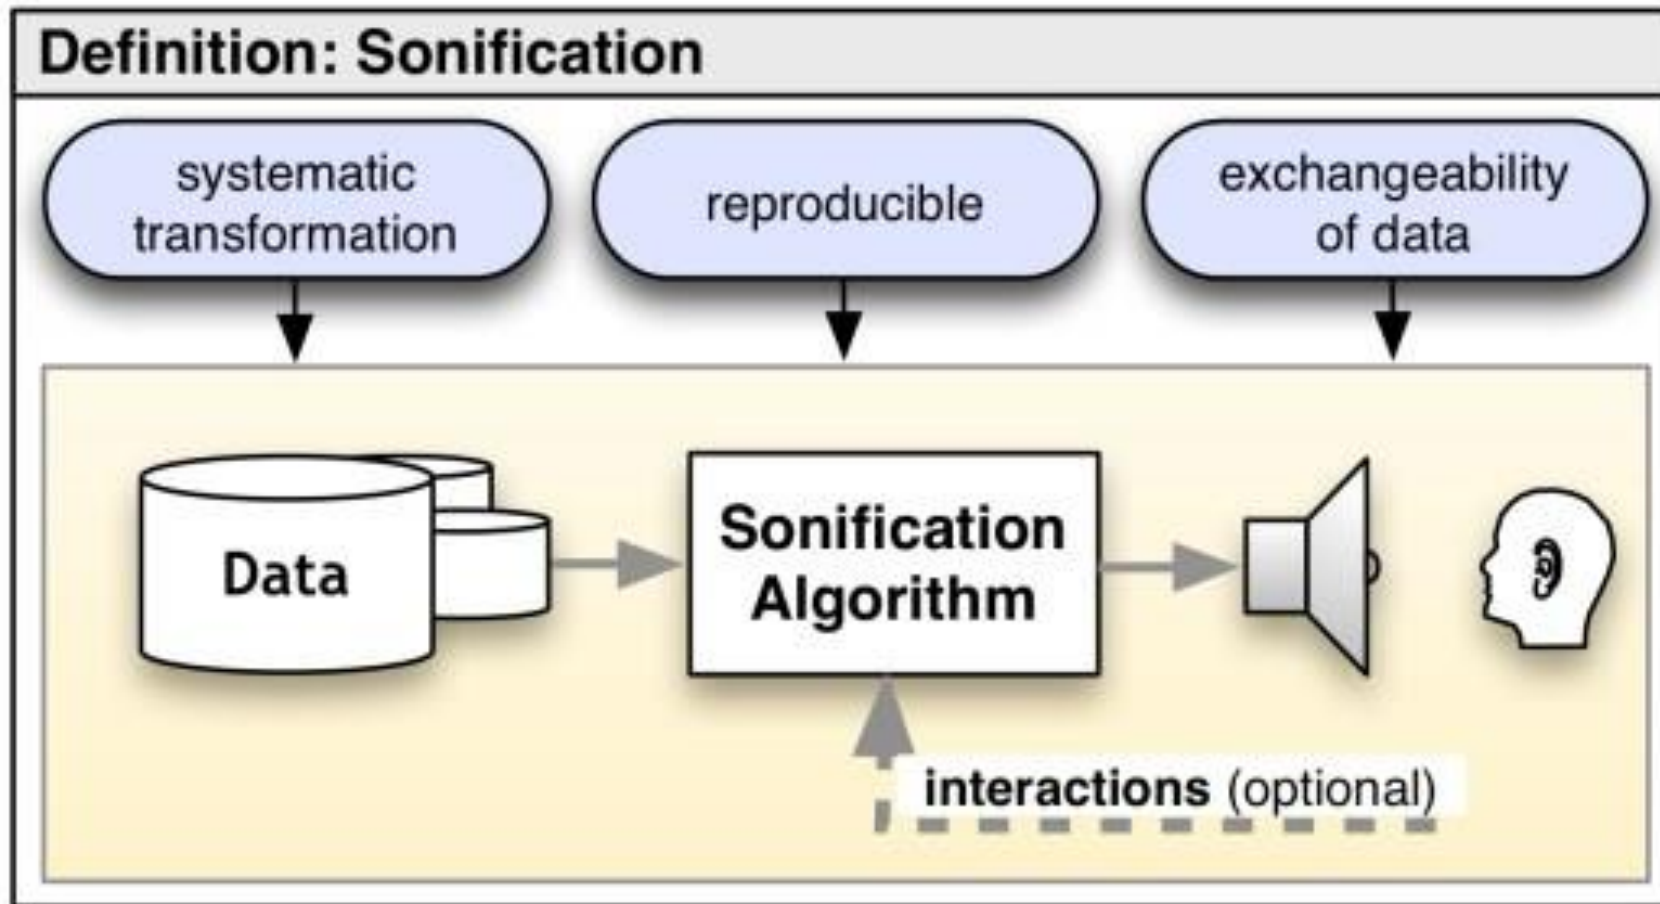 Definition: Sonification
systematic
transformation
reproducible
exchangeability
of data
Data
Sonification
Algorithm
interactions (optional)